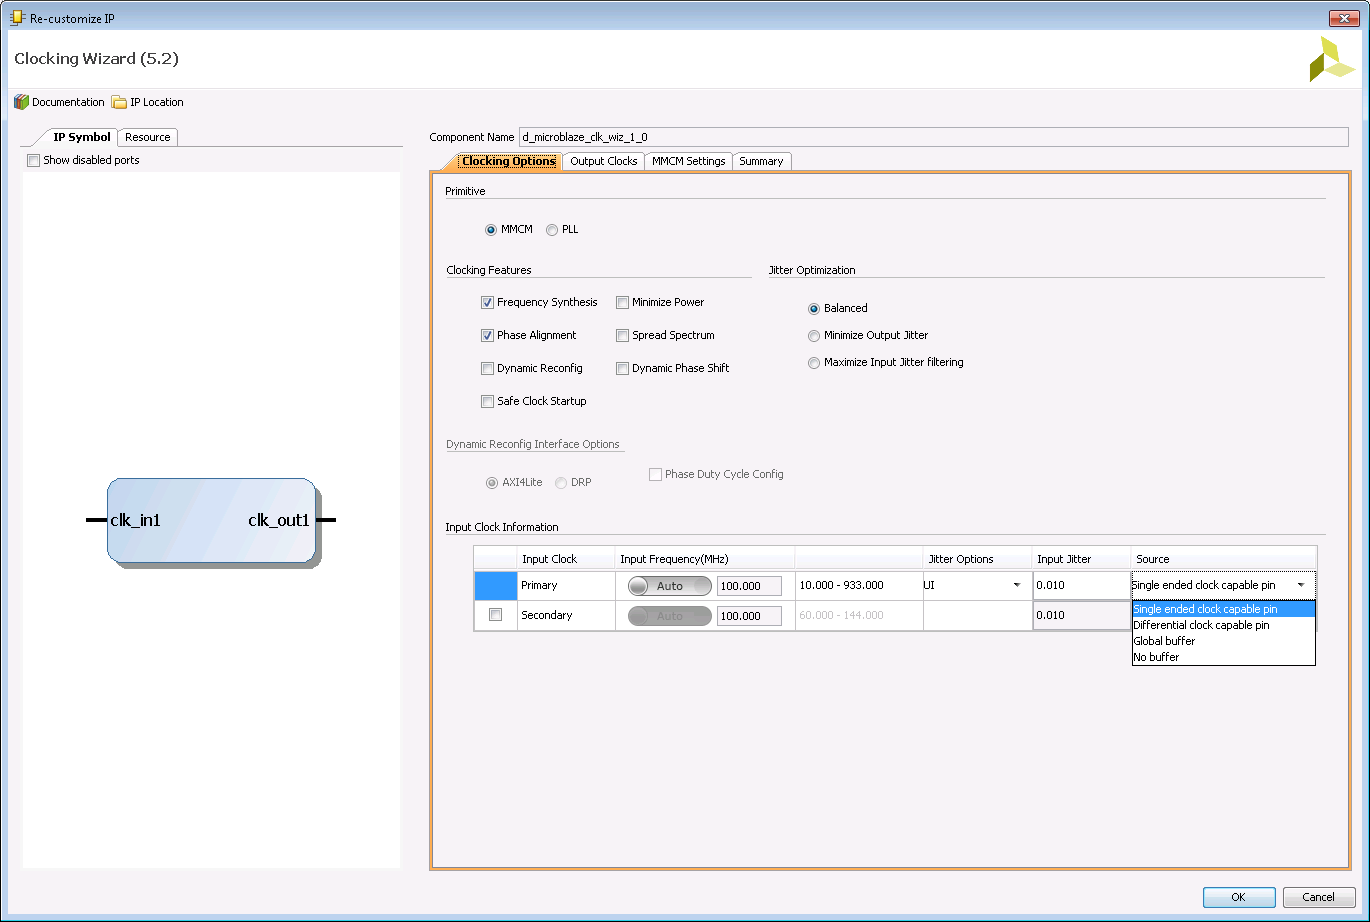 Re-customize IP
Clocking Wizard (5.2)
Documentation IP Location
IP Symbol Resource
Show disabled ports
clk_in1 clk_out1
Component Name d_microblaze_clk_wiz_1_0
Clocking Options Output Clocks MMCM Settings Summary
Primitive
MMCM PLL
Clocking Features Jitter Optimization
Frequency Synthesis Minimize Power Balanced
Phase Alignment Spread Spectrum Minimize Output Jitter
Dynamic Reconfig Dynamic Phase Shift Maximize Input Jitter filtering
Safe Clock Startup
Dynamic Reconfig Interface Options
AXI4Lite DRP Phase Duty Cycle Config
Input Clock Information
Input Clock Input Frequency(MHz) Jitter Options Input Jitter Source
Primary Auto 100.000 10.000 - 933.000 UI 0.010 Single ended clock capable pin
Secondary Auto 100.000 60.000 - 144.000 0.010
Single ended clock capable pin
Differential clock capable pin
Global buffer
No buffer
OK Cancel